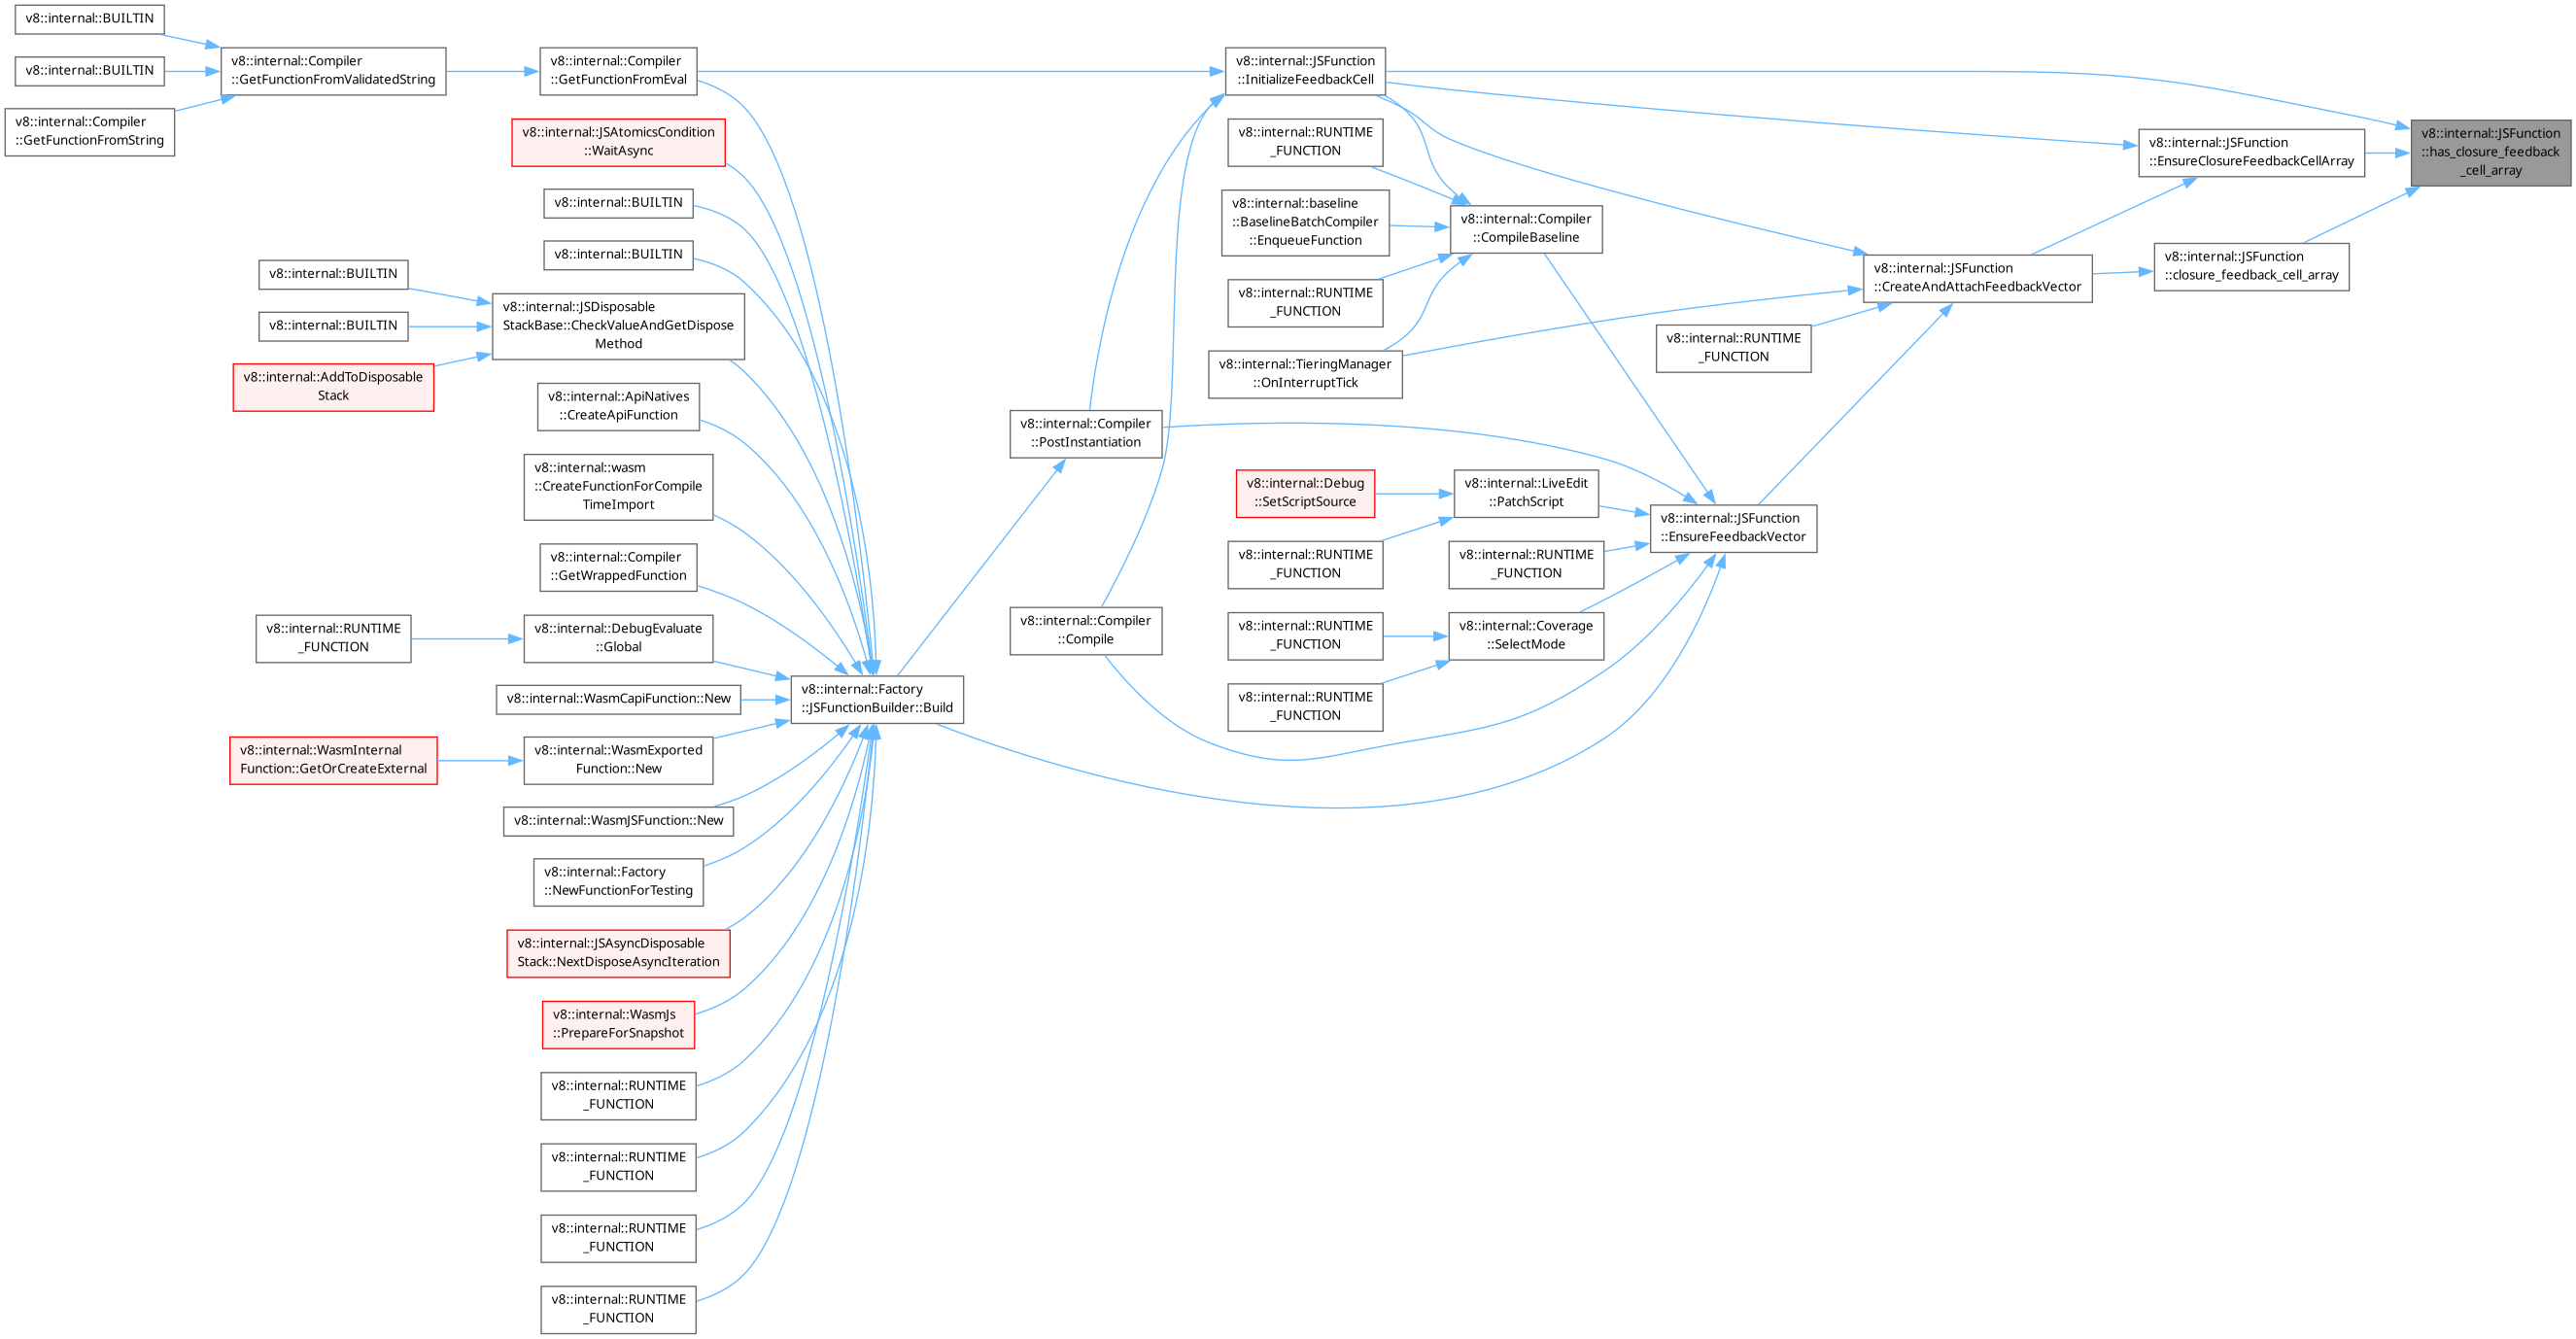 v8::internal::BUILTIN
v8::internal::BUILTIN
v8::internal::Compiler
::GetFunctionFromString
v8::internal::Compiler
::GetFunctionFromValidatedString
v8::internal::BUILTIN
v8::internal::BUILTIN
v8::internal::AddToDisposable
Stack
v8::internal::RUNTIME
_FUNCTION
v8::internal::WasmInternal
Function::GetOrCreateExternal
v8::internal::Compiler
::GetFunctionFromEval
v8::internal::JSAtomicsCondition
::WaitAsync
v8::internal::BUILTIN
v8::internal::BUILTIN
v8::internal::JSDisposable
StackBase::CheckValueAndGetDispose
Method
v8::internal::ApiNatives
::CreateApiFunction
v8::internal::wasm
::CreateFunctionForCompile
TimeImport
v8::internal::Compiler
::GetWrappedFunction
v8::internal::DebugEvaluate
::Global
v8::internal::WasmCapiFunction::New
v8::internal::WasmExported
Function::New
v8::internal::WasmJSFunction::New
v8::internal::Factory
::NewFunctionForTesting
v8::internal::JSAsyncDisposable
Stack::NextDisposeAsyncIteration
v8::internal::WasmJs
::PrepareForSnapshot
v8::internal::RUNTIME
_FUNCTION
v8::internal::RUNTIME
_FUNCTION
v8::internal::RUNTIME
_FUNCTION
v8::internal::RUNTIME
_FUNCTION
v8::internal::Factory
::JSFunctionBuilder::Build
v8::internal::Compiler
::PostInstantiation
v8::internal::Compiler
::Compile
v8::internal::JSFunction
::InitializeFeedbackCell
v8::internal::RUNTIME
_FUNCTION
v8::internal::baseline
::BaselineBatchCompiler
::EnqueueFunction
v8::internal::RUNTIME
_FUNCTION
v8::internal::TieringManager
::OnInterruptTick
v8::internal::Debug
::SetScriptSource
v8::internal::RUNTIME
_FUNCTION
v8::internal::RUNTIME
_FUNCTION
v8::internal::RUNTIME
_FUNCTION
v8::internal::Compiler
::CompileBaseline
v8::internal::LiveEdit
::PatchScript
v8::internal::RUNTIME
_FUNCTION
v8::internal::Coverage
::SelectMode
v8::internal::RUNTIME
_FUNCTION
v8::internal::JSFunction
::EnsureFeedbackVector
v8::internal::JSFunction
::CreateAndAttachFeedbackVector
v8::internal::JSFunction
::EnsureClosureFeedbackCellArray
v8::internal::JSFunction
::closure_feedback_cell_array
v8::internal::JSFunction
::has_closure_feedback
_cell_array